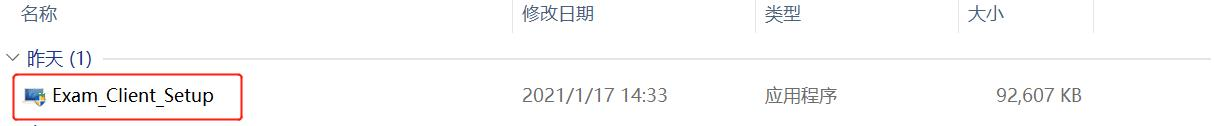 名称 修改日期 类型 大小
昨天 (1)
Exam_Client_Setup 2021/1/17 14:33 应用程序 92,607 KB